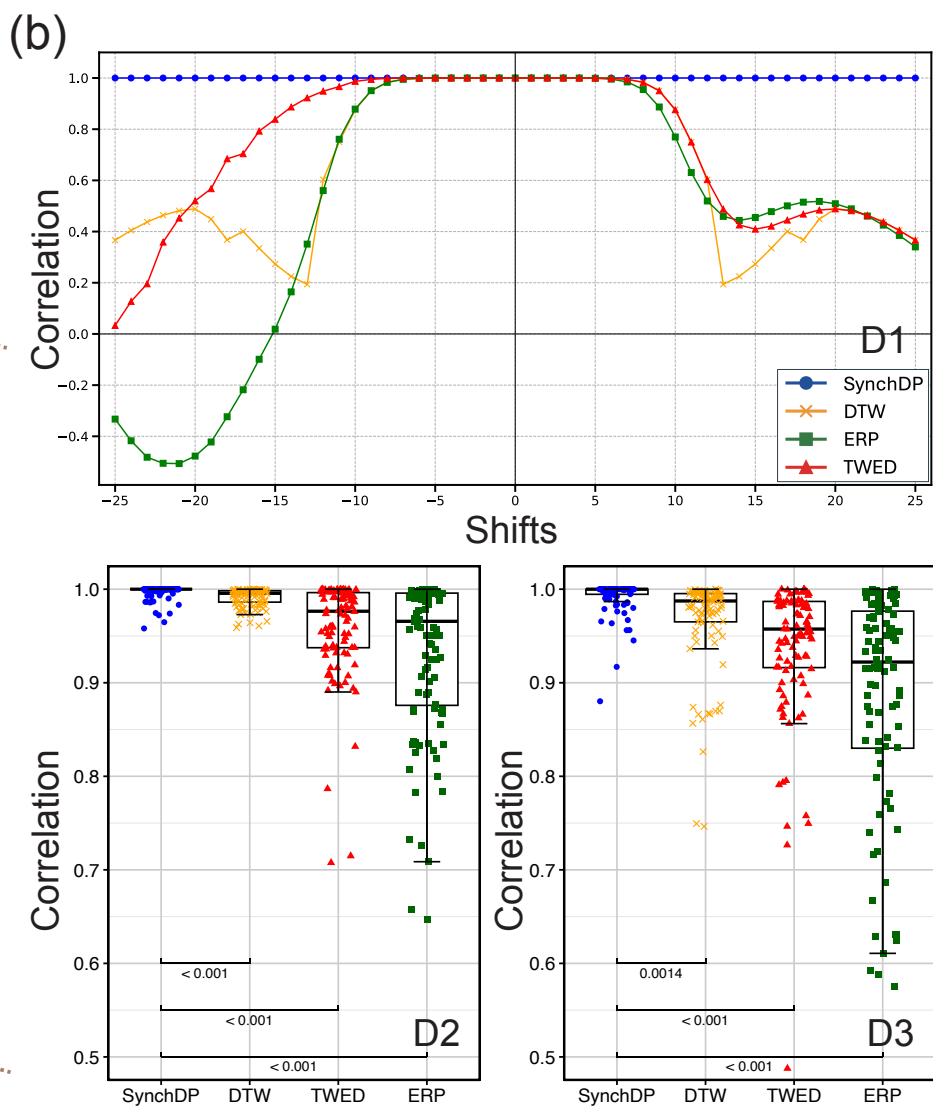 (b)
1.0
0.8
0.6
0.4
0.2
0.0
−0.2
−0.4
Correlation
D1
SynchDP
DTW
ERP
TWED
−25 −20 −15 −10 −5 0 5 10 15 20 25
Shifts
1.0
0.9
0.8
0.7
0.6
0.5
Correlation
< 0.001
< 0.001
< 0.001
D2
SynchDP DTW TWED ERP
1.0
0.9
0.8
0.7
0.6
0.5
Correlation
0.0014
< 0.001
< 0.001
D3
SynchDP DTW TWED ERP